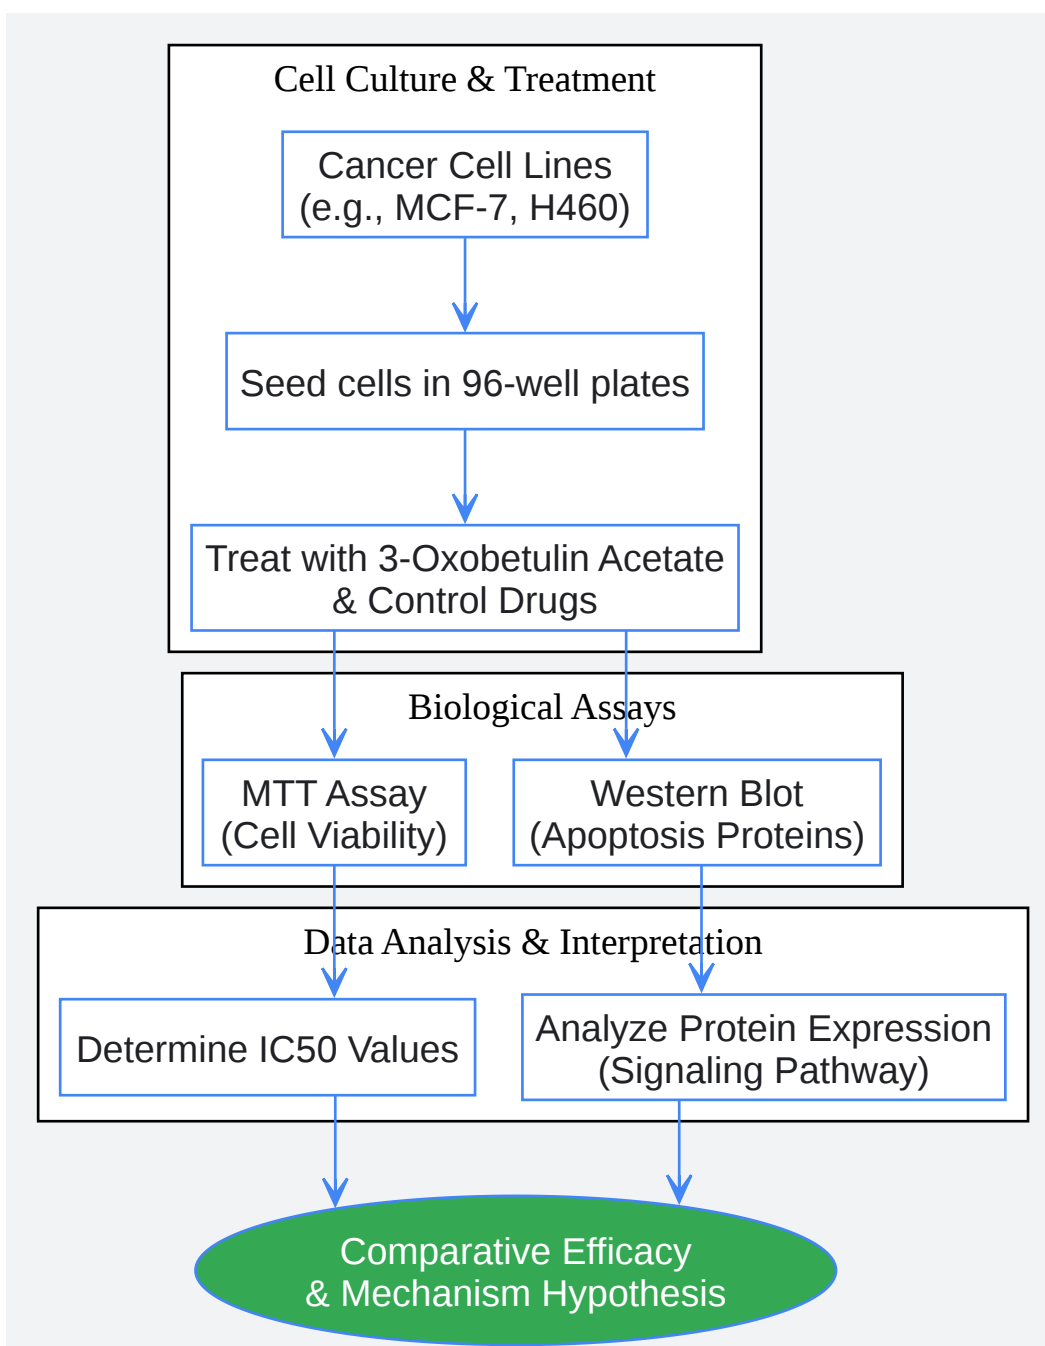 Cell Culture & Treatment
Cancer Cell Lines
(e.g., MCF-7, H460)
Seed cells in 96-well plates
Treat with 3-Oxobetulin Acetate
& Control Drugs
Biological Assays
MTT Assay
(Cell Viability)
Western Blot
(Apoptosis Proteins)
Data Analysis & Interpretation
Determine IC50 Values
Analyze Protein Expression
(Signaling Pathway)
Comparative Efficacy
& Mechanism Hypothesis